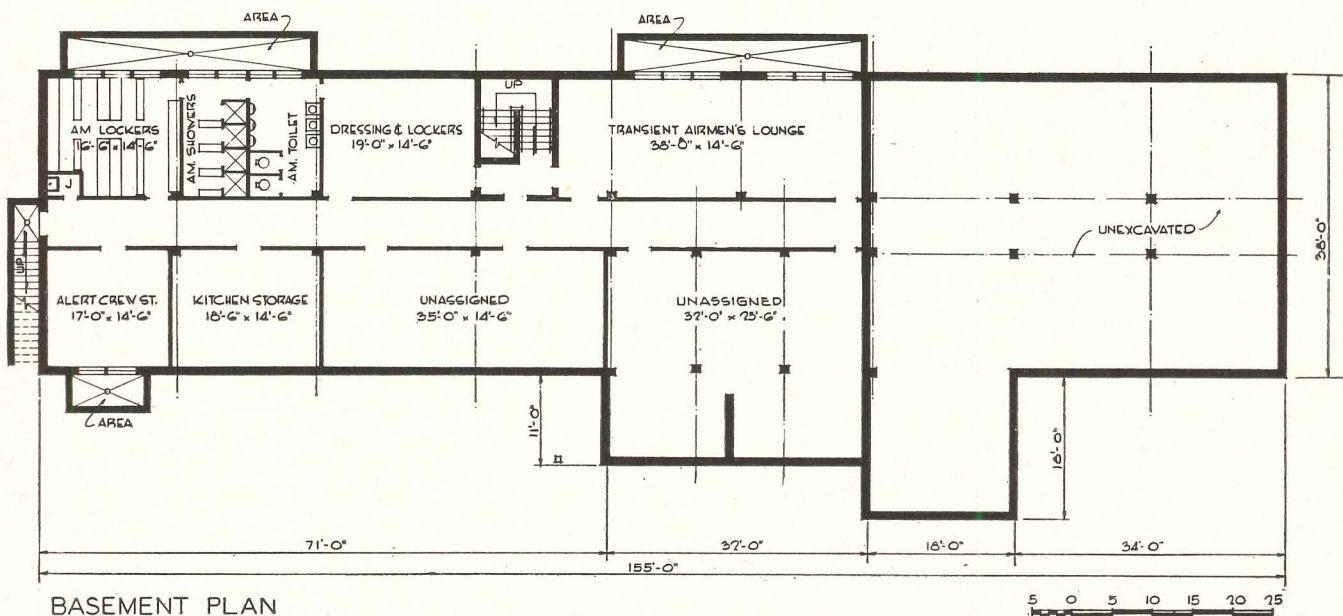 AREA
AREA
UP
AM LOCKERS
16'-6" x 14'-6"
AM. SHOWERS
AM. TOILET
DRESSING & LOCKERS
19'-0" x 14'-6"
TRANSIENT AIRMEN'S LOUNGE
38'-8" x 14'-6"
J
UP
UNEXCAVATED
38'-0"
ALERT CREW ST.
17'-0" x 14'-6"
KITCHEN STORAGE
18'-6" x 14'-6"
UNASSIGNED
35'-0" x 14'-6"
UNASSIGNED
32'-0" x 25'-6"
AREA
11'-0"
18'-0"
71'-0"
32'-0"
18'-0"
34'-0"
155'-0"
BASEMENT PLAN
5 0 5 10 15 20 25